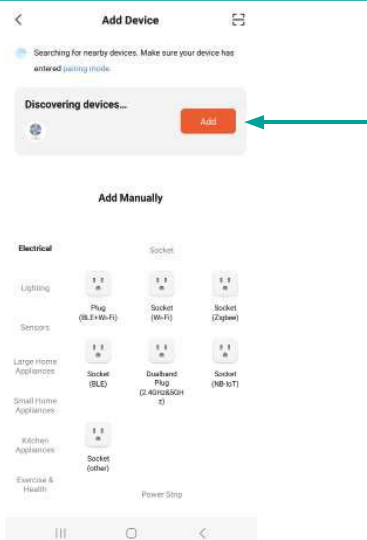 Add Device
Searching for nearby devices. Make sure your device has
entered pairing mode.
Discovering devices...
Add
Add Manually
Electrical
Socket
Lighting
Plug
(BLE+Wi-Fi)
Socket
(Wi-Fi)
Socket
(Zigbee)
Sensors
Large Home
Appliances
Socket
(BLE)
Dualband
Plug
(2.4GHz&5GH
z)
Socket
(NB-IoT)
Small Home
Appliances
Kitchen
Appliances
Socket
(other)
Exercise &
Health
Power Strip